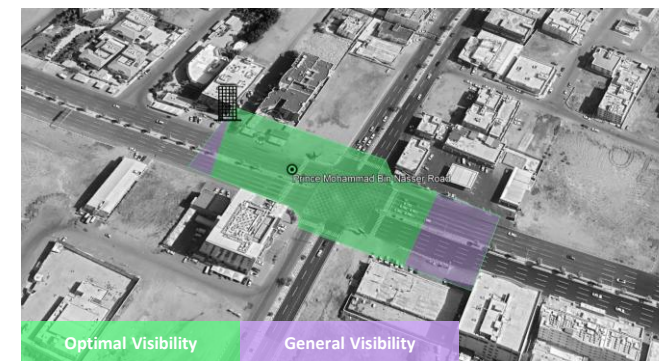 Prince Mohammad Bin Nasser Road
Optimal Visibility
General Visibility